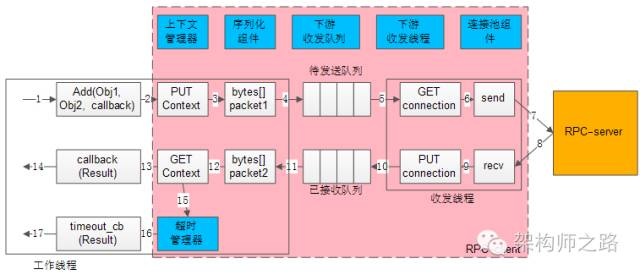 上下文
管理器
序列化
组件
下游
收发队列
下游
收发线程
连接池组
件
待发送队列
1
Add(Obj1,
Obj2, callback)
2
PUT
Context
3
bytes[]
packet1
4
5
GET
connection
6
send
7
RPC-server
8
14
callback
(Result)
13
GET
Context
12
bytes[]
packet2
11
10
PUT
connection
9
recv
已接收队列
收发线程
15
17
timeout_cb
(Result)
16
超时
管理器
工作线程
架构师之路